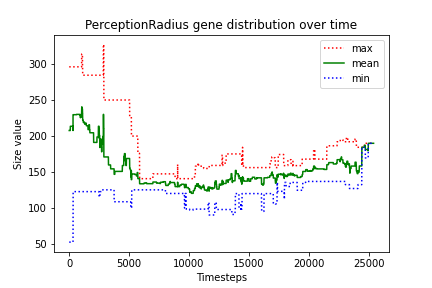 PerceptionRadius gene distribution over time
max
mean
min
Size value
300
250
200
150
100
50
0 5000 10000 15000 20000 25000
Timesteps